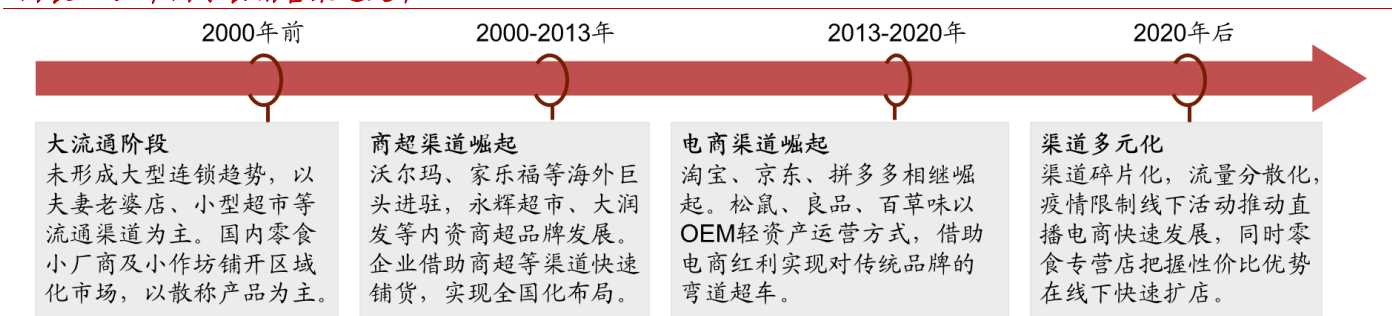 2000年前
2000-2013年
2013-2020年
2020年后
大流通阶段
未形成大型连锁趋势，以
夫妻老婆店、小型超市等
流通渠道为主。国内零食
小厂商及小作坊铺开区域
化市场，以散称产品为主。
商超渠道崛起
沃尔玛、家乐福等海外巨
头进驻，永辉超市、大润
发等内资商超品牌发展。
企业借助商超等渠道快速
铺货，实现全国化布局。
电商渠道崛起
淘宝、京东、拼多多相继崛
起。松鼠、良品、百草味以
OEM轻资产运营方式，借助
电商红利实现对传统品牌的
弯道超车。
渠道多元化
渠道碎片化，流量分散化，
疫情限制线下活动推动直
播电商快速发展，同时零
食专营店把握性价比优势
在线下快速扩店。